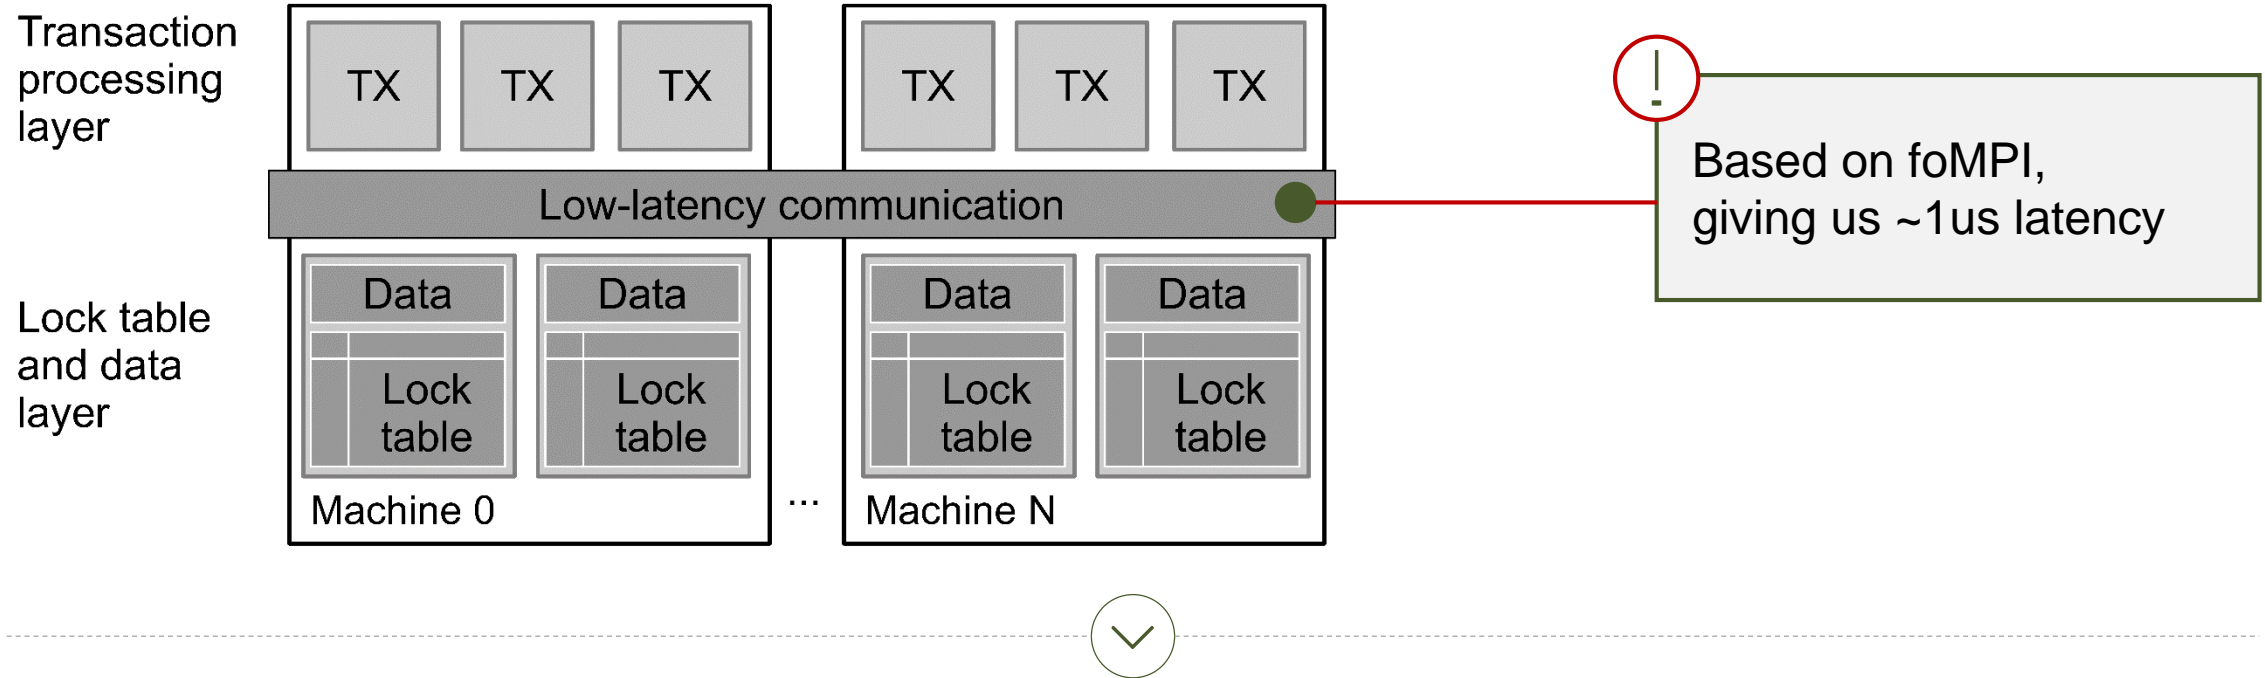 Transaction
processing
layer
TX
TX
TX
TX
TX
TX
Low-latency communication
Based on foMPI,
giving us ~1us latency
!
Lock table
and data
layer
Data
Data
Data
Data
Lock
table
Lock
table
Lock
table
Lock
table
Machine 0
...
Machine N